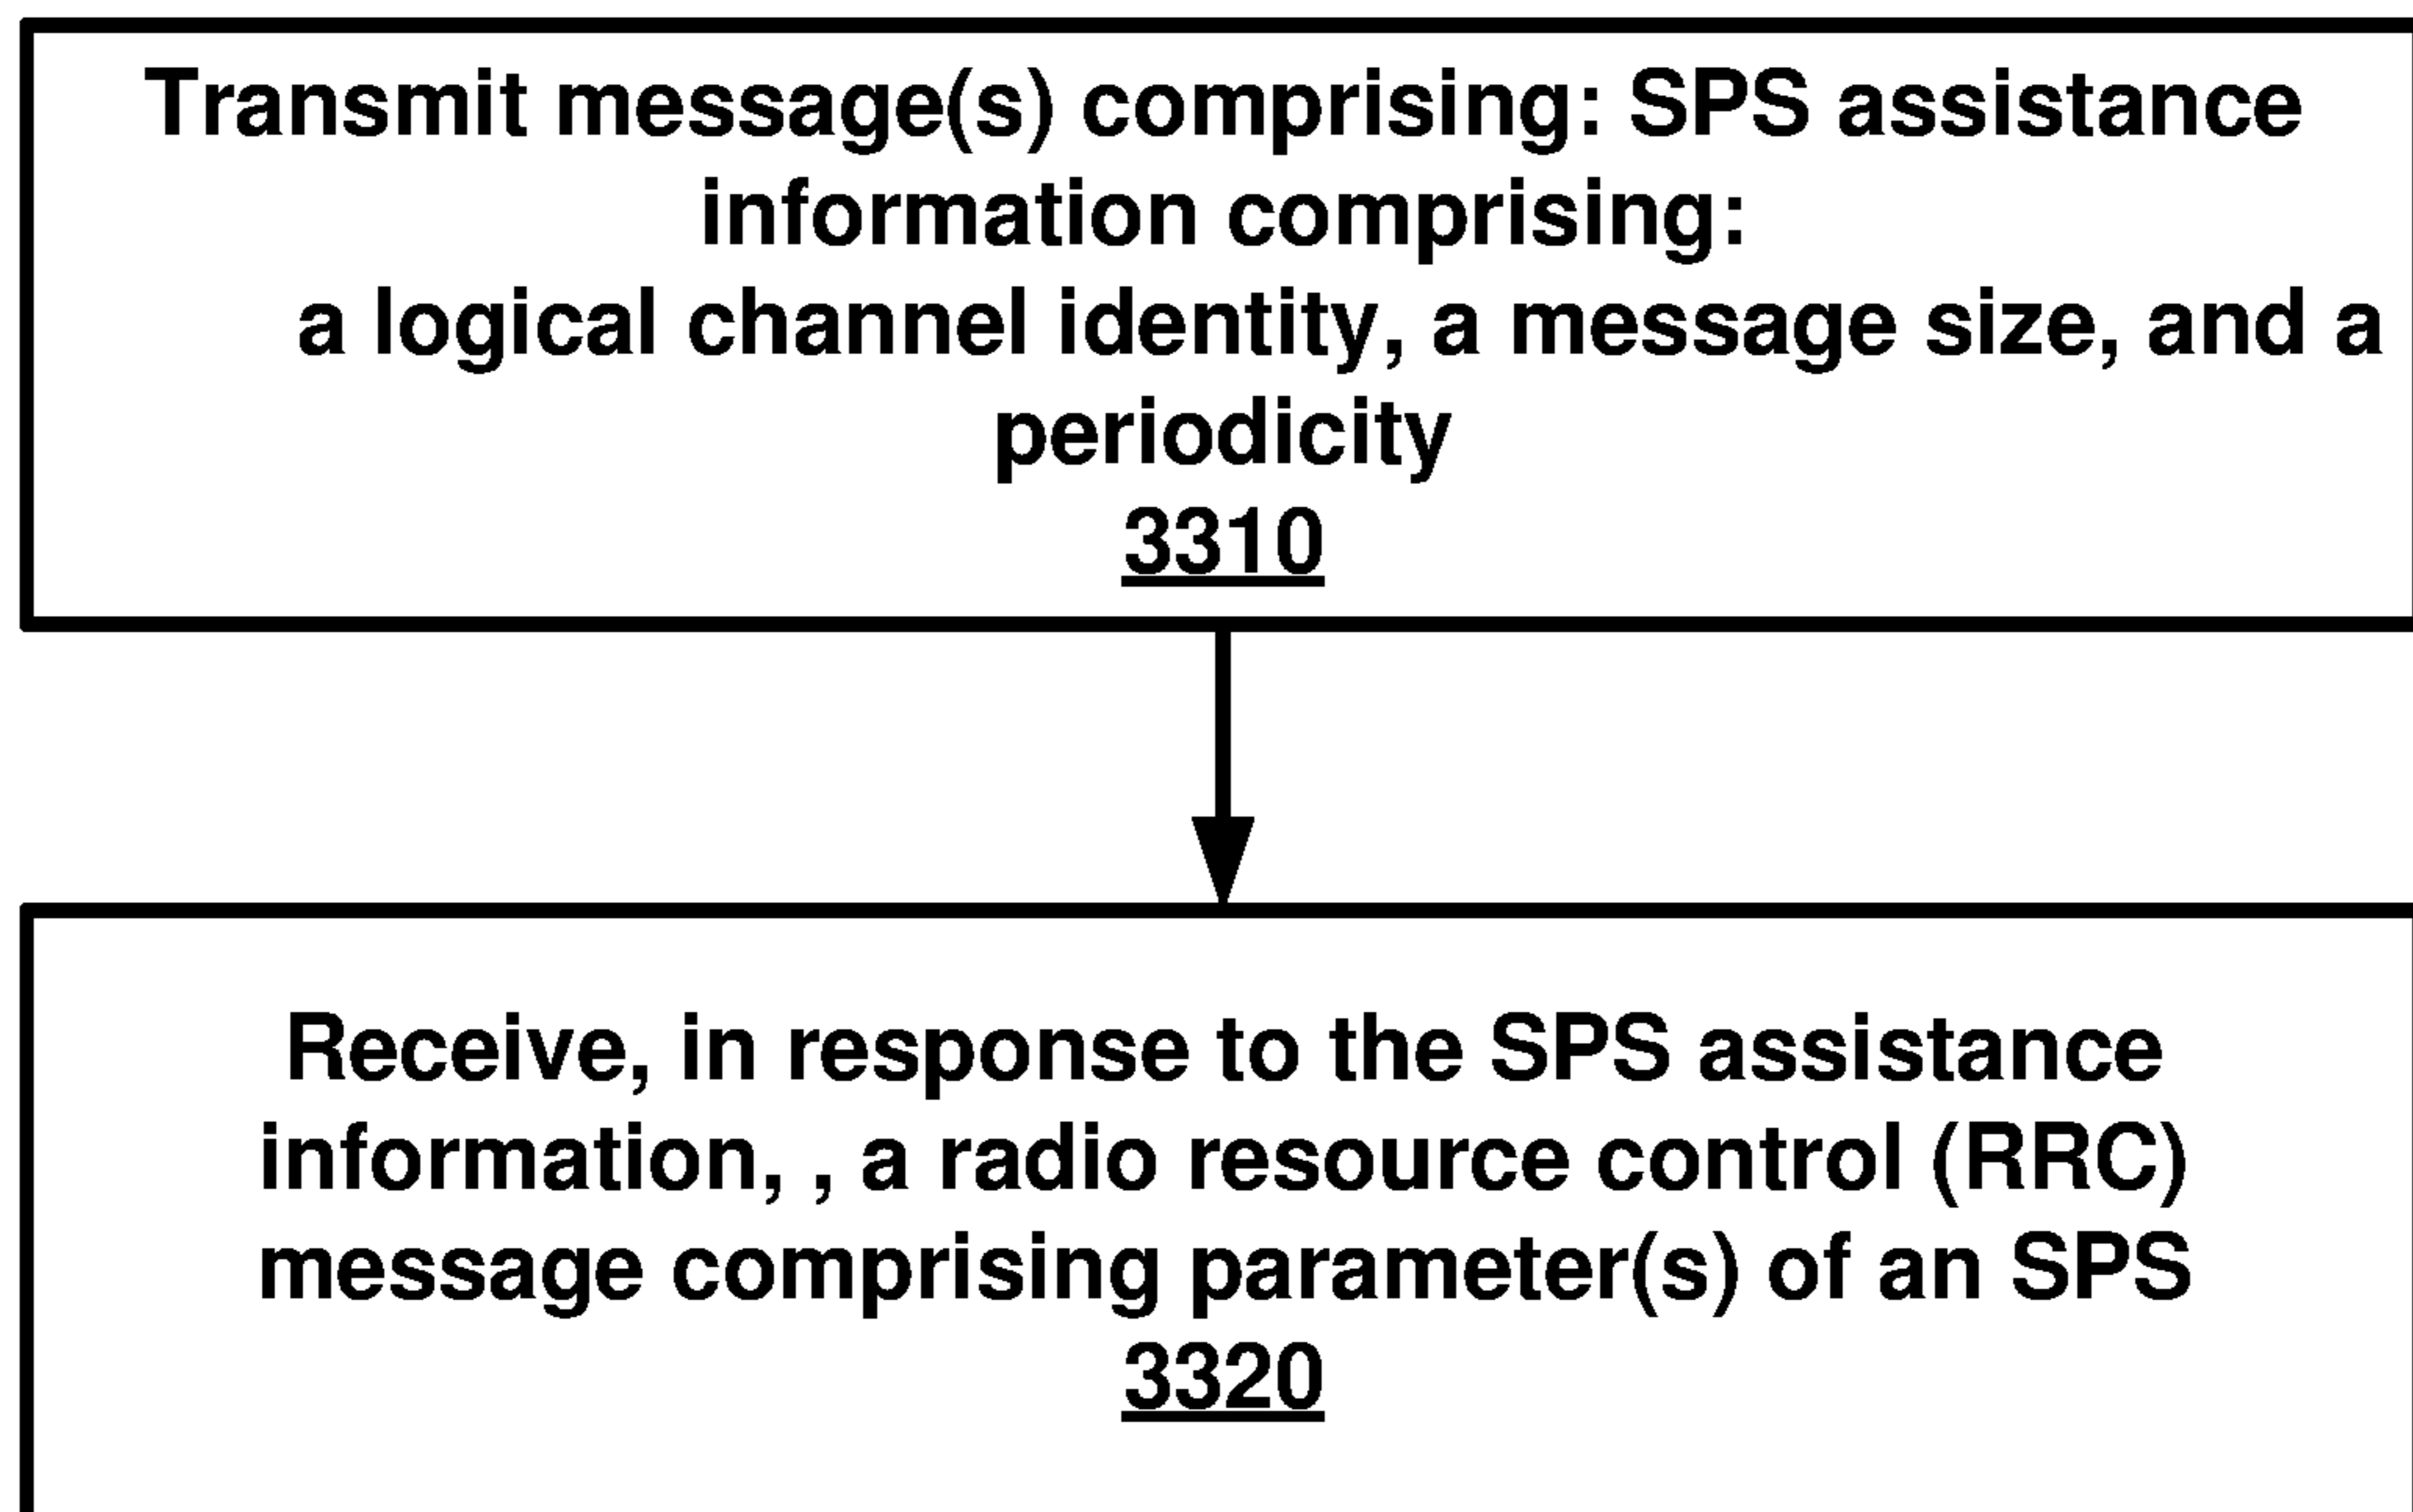 Transmit message(s) comprising: SPS assistance
information comprising:
a logical channel identity, a message size, and a
periodicity
3310
Receive, in response to the SPS assistance
information, , a radio resource control (RRC)
message comprising parameter(s) of an SPS
3320